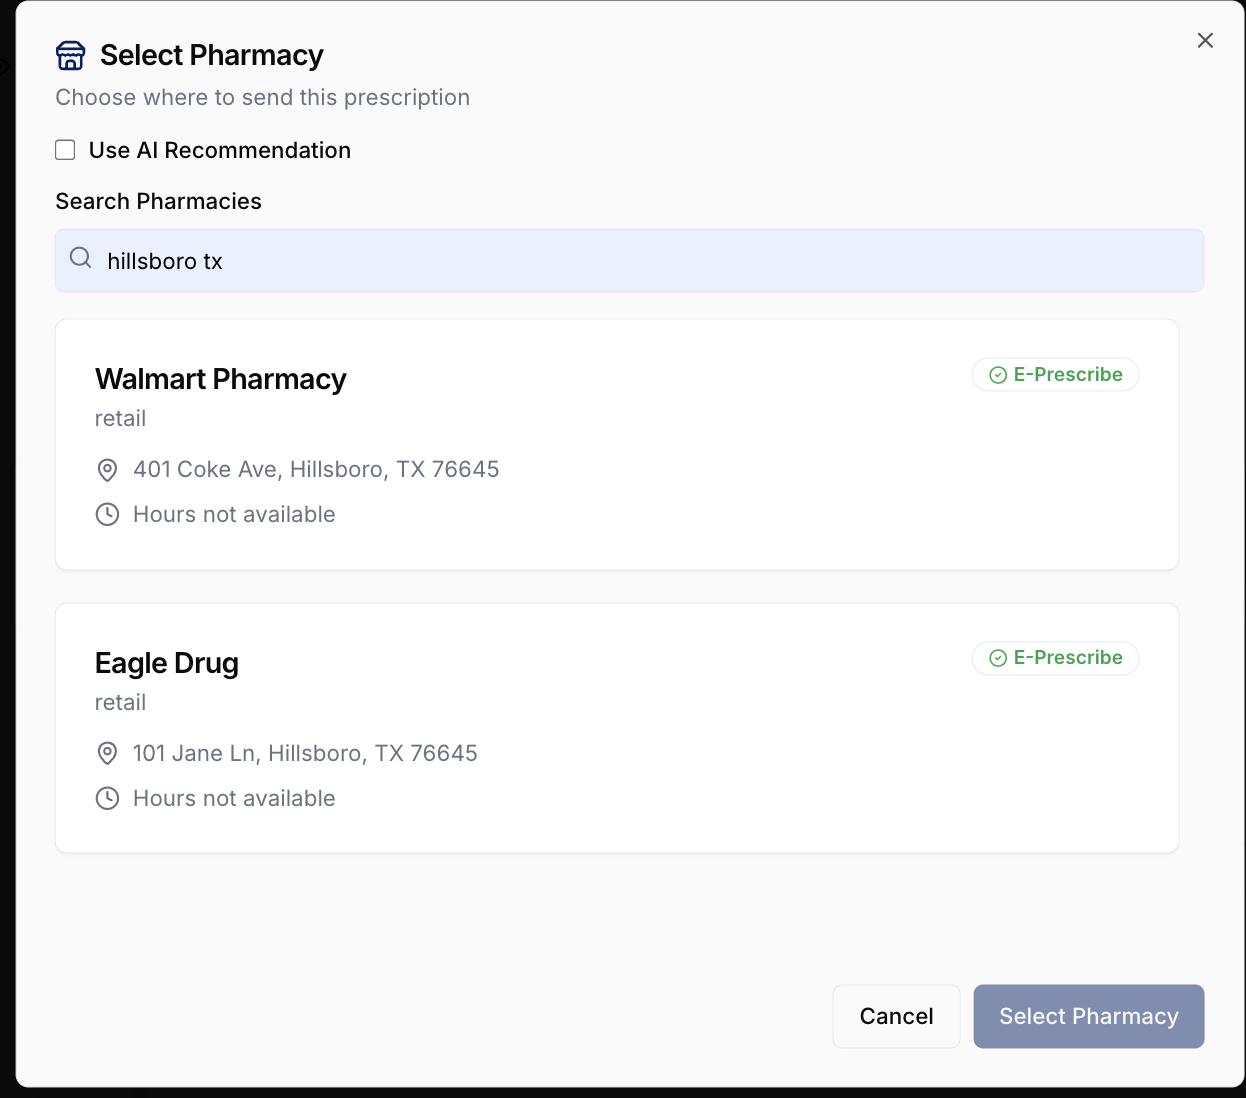 Select Pharmacy
Choose where to send this prescription
Use AI Recommendation
Search Pharmacies
hillsboro tx
Walmart Pharmacy
E-Prescribe
retail
401 Coke Ave, Hillsboro, TX 76645
Hours not available
Eagle Drug
E-Prescribe
retail
101 Jane Ln, Hillsboro, TX 76645
Hours not available
Cancel
Select Pharmacy